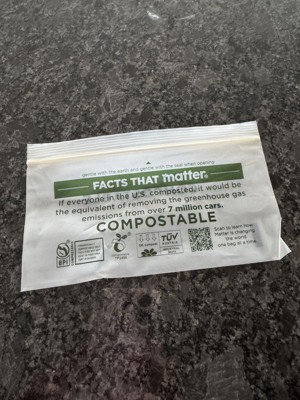 gentle with the earth and gentle with the seal when opening
FACTS THAT matter.
If everyone in the U.S. composted, it would be
the equivalent of removing the greenhouse gas
emissions from over 7 million cars.
COMPOSTABLE
BPI
TÜV
AUSTRIA
Scan to learn how
Matter is changing
the world
one bag at a time.